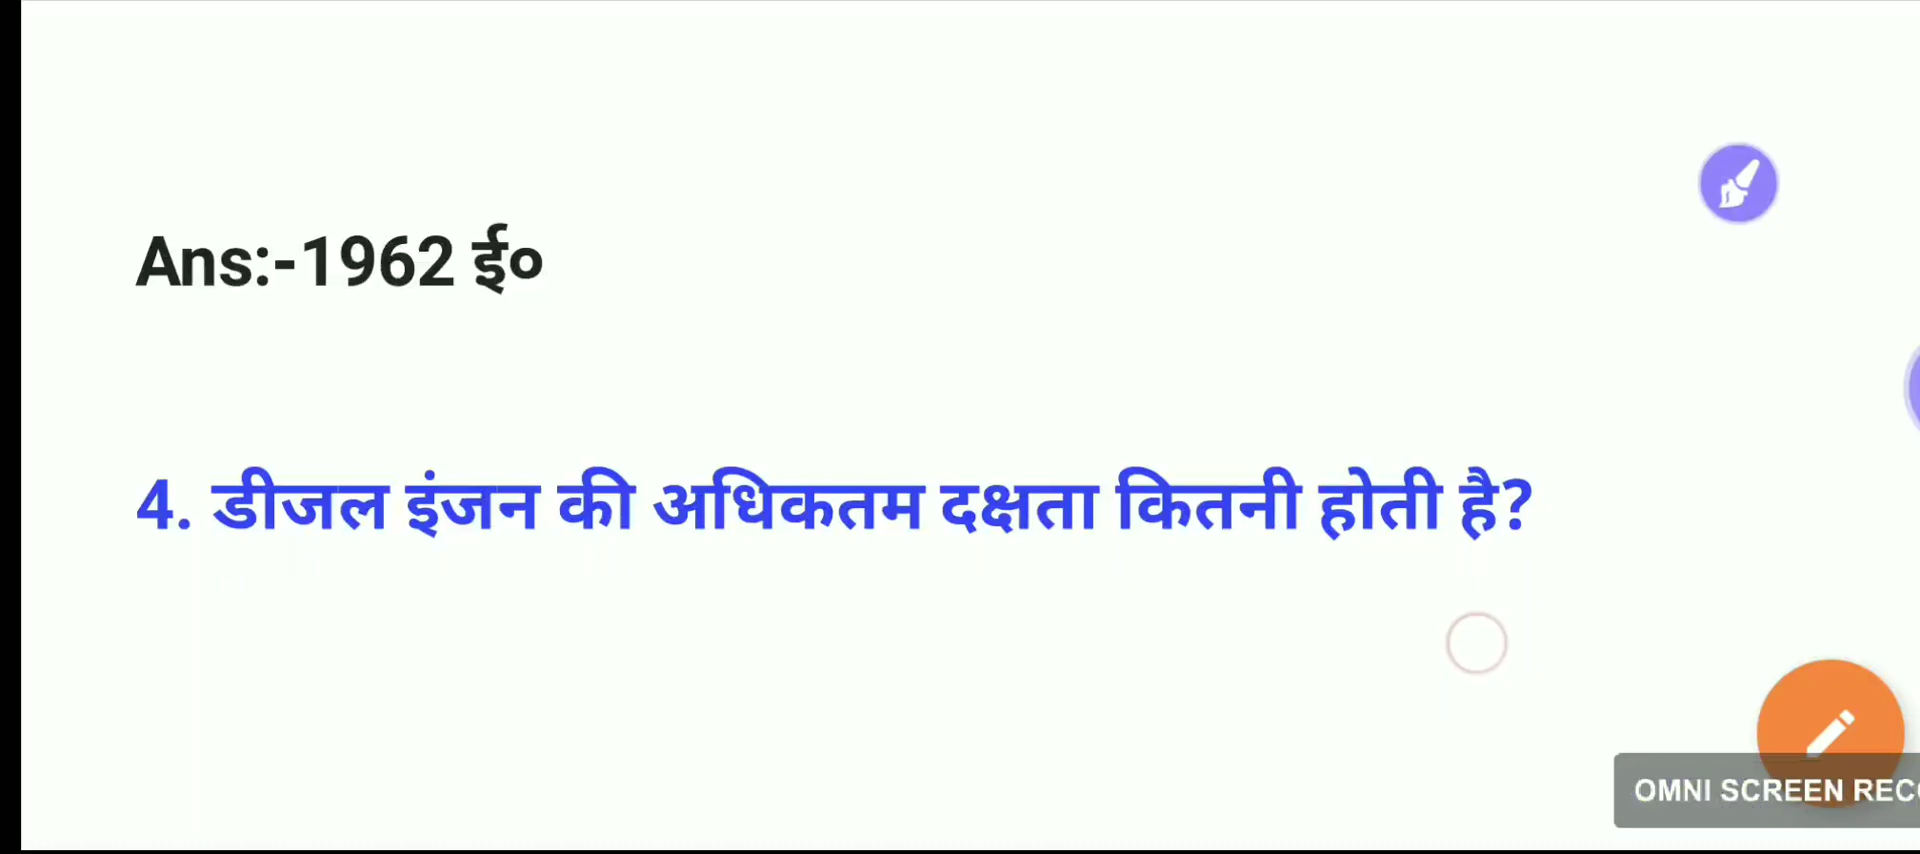 Ans:-1962 ई०
4. डीजल इंजन की अधिकतम दक्षता कितनी होती है?
OMNI SCREEN REC